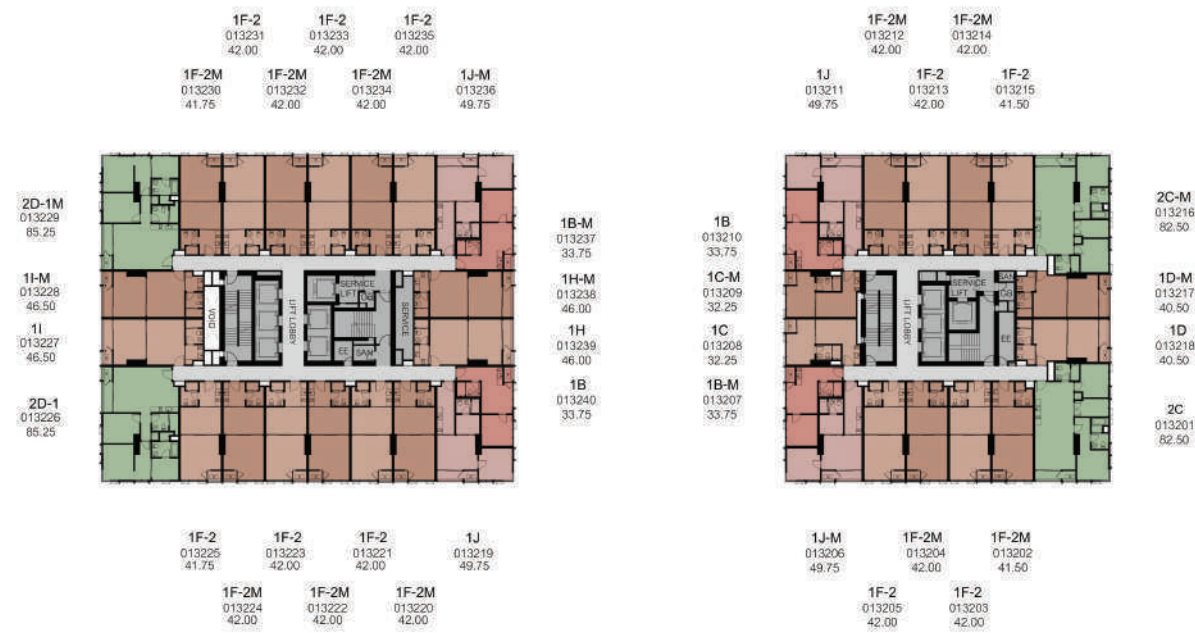 1F-2
013231
42.00
1F-2
013233
42.00
1F-2
013235
42.00
1F-2M
013230
41.75
1F-2M
013232
42.00
1F-2M
013234
42.00
1J-M
013236
49.75
2D-1M
013229
85.25
1I-M
013228
46.50
1I
013227
46.50
2D-1
013226
85.25
VOID
LIFT LOBBY
SERVICE
LIFT
GB
EE
SAN
SERVICE
1B-M
013237
33.75
1H-M
013238
46.00
1H
013239
46.00
1B
013240
33.75
1F-2
013225
41.75
1F-2
013223
42.00
1F-2
013221
42.00
1J
013219
49.75
1F-2M
013224
42.00
1F-2M
013222
42.00
1F-2M
013220
42.00
1F-2M
013212
42.00
1F-2M
013214
42.00
1J
013211
49.75
1F-2
013213
42.00
1F-2
013215
41.50
1B
013210
33.75
1C-M
013209
32.25
1C
013208
32.25
1B-M
013207
33.75
LIFT LOBBY
SERVICE
LIFT
SAN
GB
EE
2C-M
013216
82.50
1D-M
013217
40.50
1D
013218
40.50
2C
013201
82.50
1J-M
013206
49.75
1F-2M
013204
42.00
1F-2M
013202
41.50
1F-2
013205
42.00
1F-2
013203
42.00